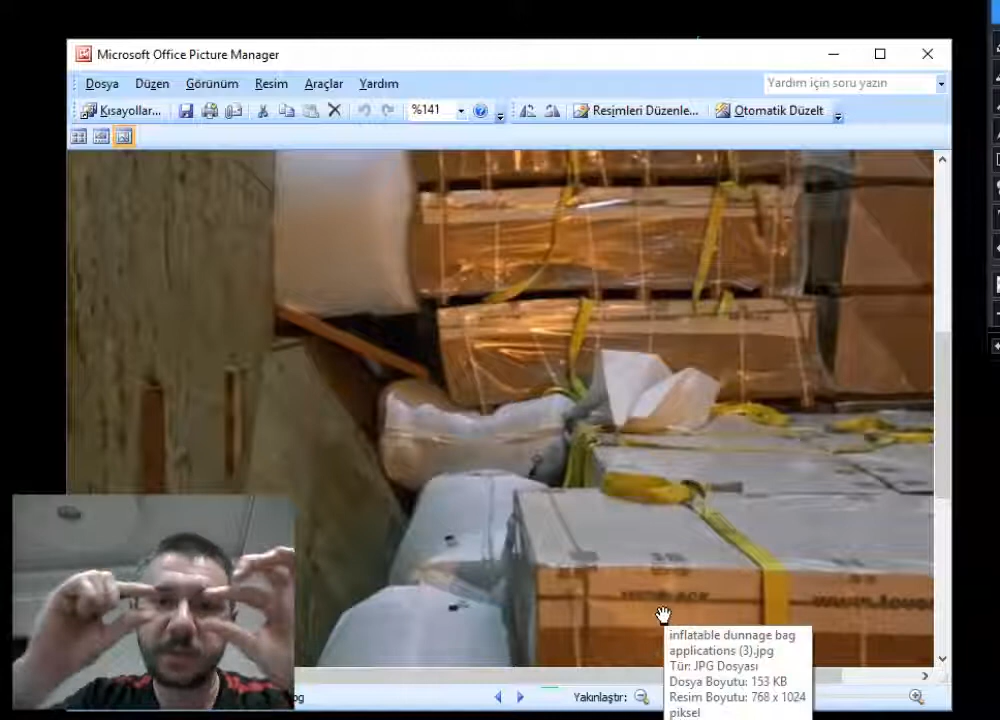 Microsoft Office Picture Manager
Dosya Düzen Görünüm Resim Araçlar Yardım
Yardım için soru yazın
Kısayollar... %141 Resimleri Düzenle... Otomatik Düzelt
inflatable dunnage bag
applications (3).jpg
Tür: JPG Dosyası
Dosya Boyutu: 153 KB
Resim Boyutu: 768 x 1024
piksel
Yakınlaştır: